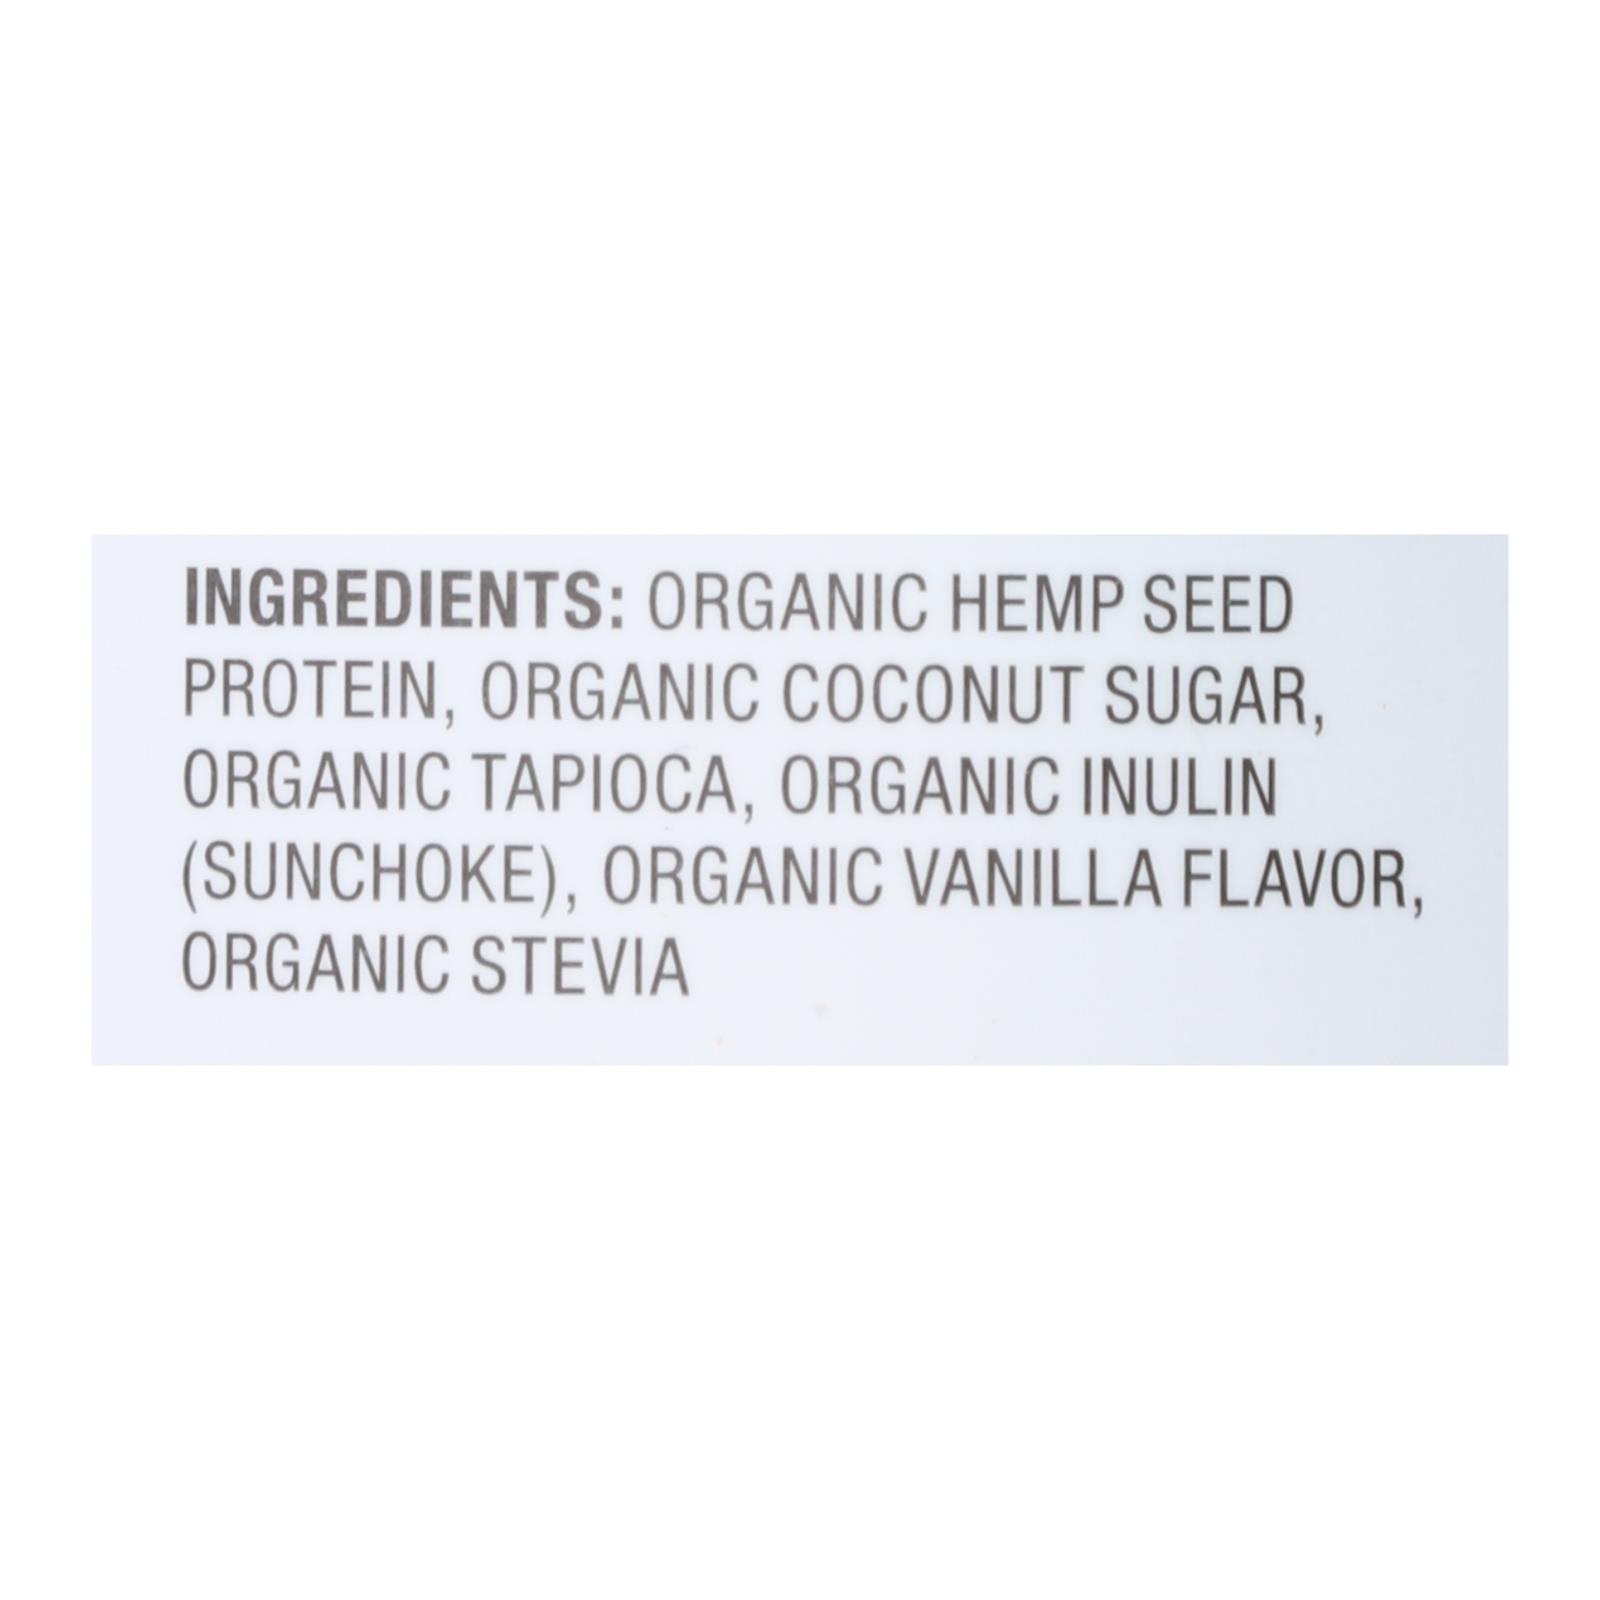 INGREDIENTS: ORGANIC HEMP SEED
PROTEIN, ORGANIC COCONUT SUGAR,
ORGANIC TAPIOCA, ORGANIC INULIN
(SUNCHOKE), ORGANIC VANILLA FLAVOR,
ORGANIC STEVIA